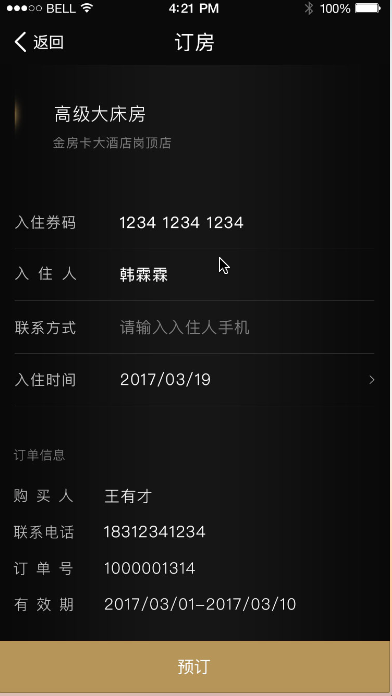 BELL 4:21 PM 100%
返回 订房
高级大床房
金房卡大酒店岗顶店
入住券码 1234 1234 1234
入 住 人 韩霖霖
联系方式 请输入入住人手机
入住时间 2017/03/19
订单信息
购 买 人 王有才
联系电话 18312341234
订 单 号 1000001314
有 效 期 2017/03/01-2017/03/10
预订